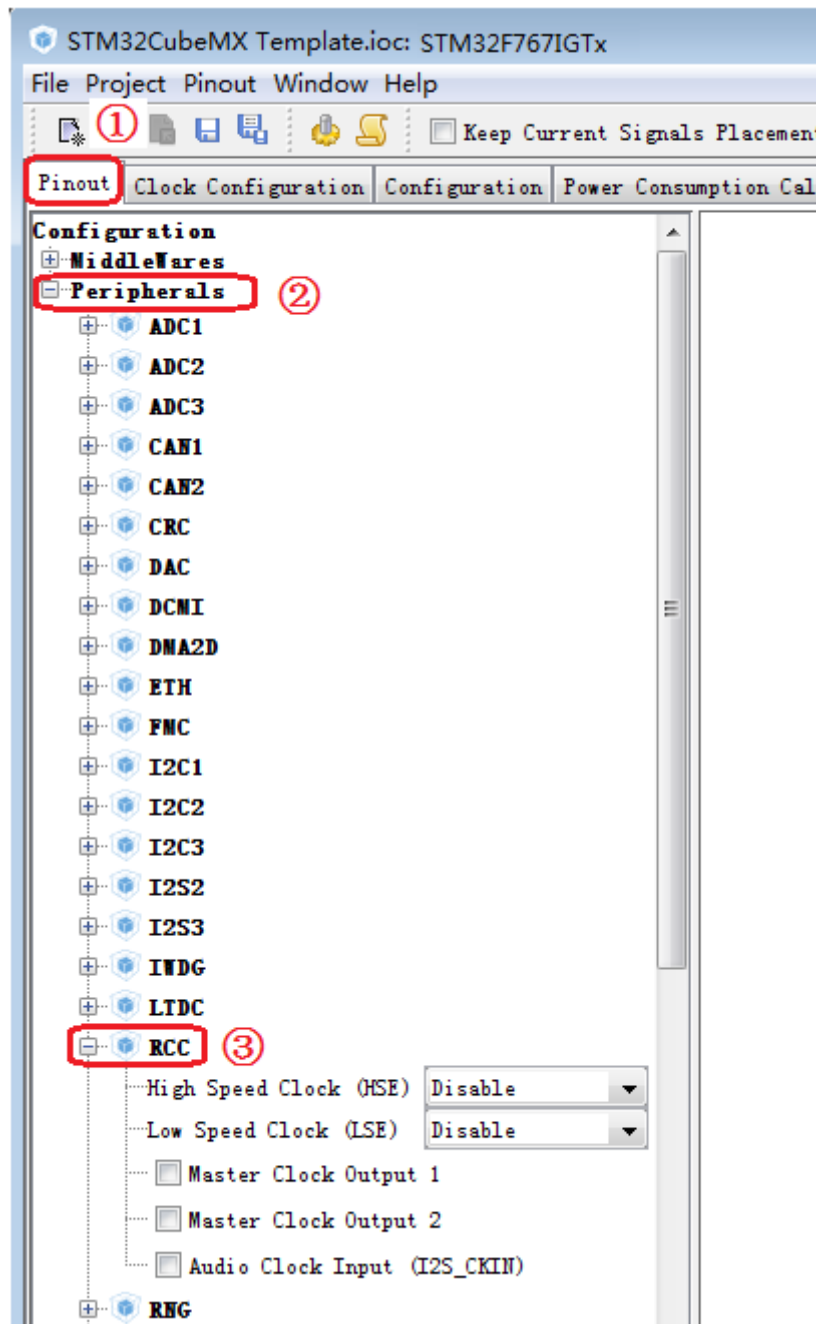 STM32CubeMX Template.ioc: STM32F767IGTx
File Project Pinout Window Help
① Keep Current Signals Placement
Pinout Clock Configuration Configuration Power Consumption Cal
Configuration
MiddleWares
Peripherals ②
ADC1
ADC2
ADC3
CAN1
CAN2
CRC
DAC
DCMI
DMA2D
ETH
FMC
I2C1
I2C2
I2C3
I2S2
I2S3
IWDG
LTDC
RCC ③
High Speed Clock (HSE) Disable
Low Speed Clock (LSE) Disable
Master Clock Output 1
Master Clock Output 2
Audio Clock Input (I2S_CKIN)
RNG